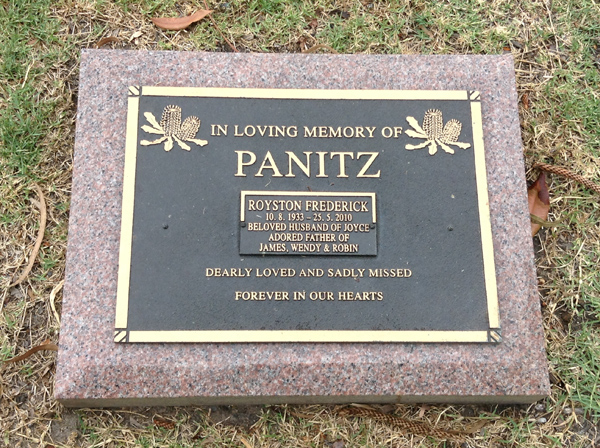 IN LOVING MEMORY OF
PANITZ
ROYSTON FREDERICK
10. 8. 1933 – 25. 5. 2010
BELOVED HUSBAND OF JOYCE
ADORED FATHER OF
JAMES, WENDY & ROBIN
DEARLY LOVED AND SADLY MISSED
FOREVER IN OUR HEARTS